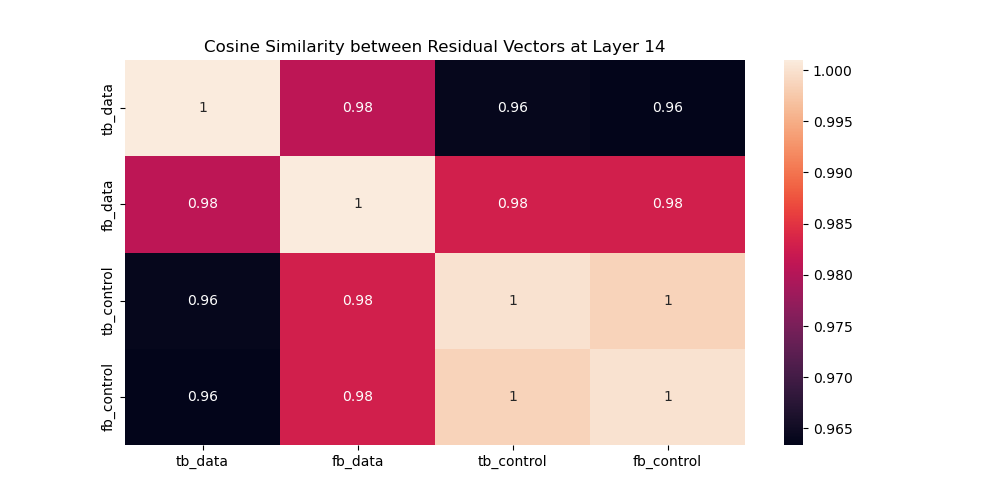 Cosine Similarity between Residual Vectors at Layer 14
tb_data
1
0.98
0.96
0.96
fb_data
0.98
1
0.98
0.98
tb_control
0.96
0.98
1
1
fb_control
0.96
0.98
1
1
tb_data
fb_data
tb_control
fb_control
1.000
0.995
0.990
0.985
0.980
0.975
0.970
0.965